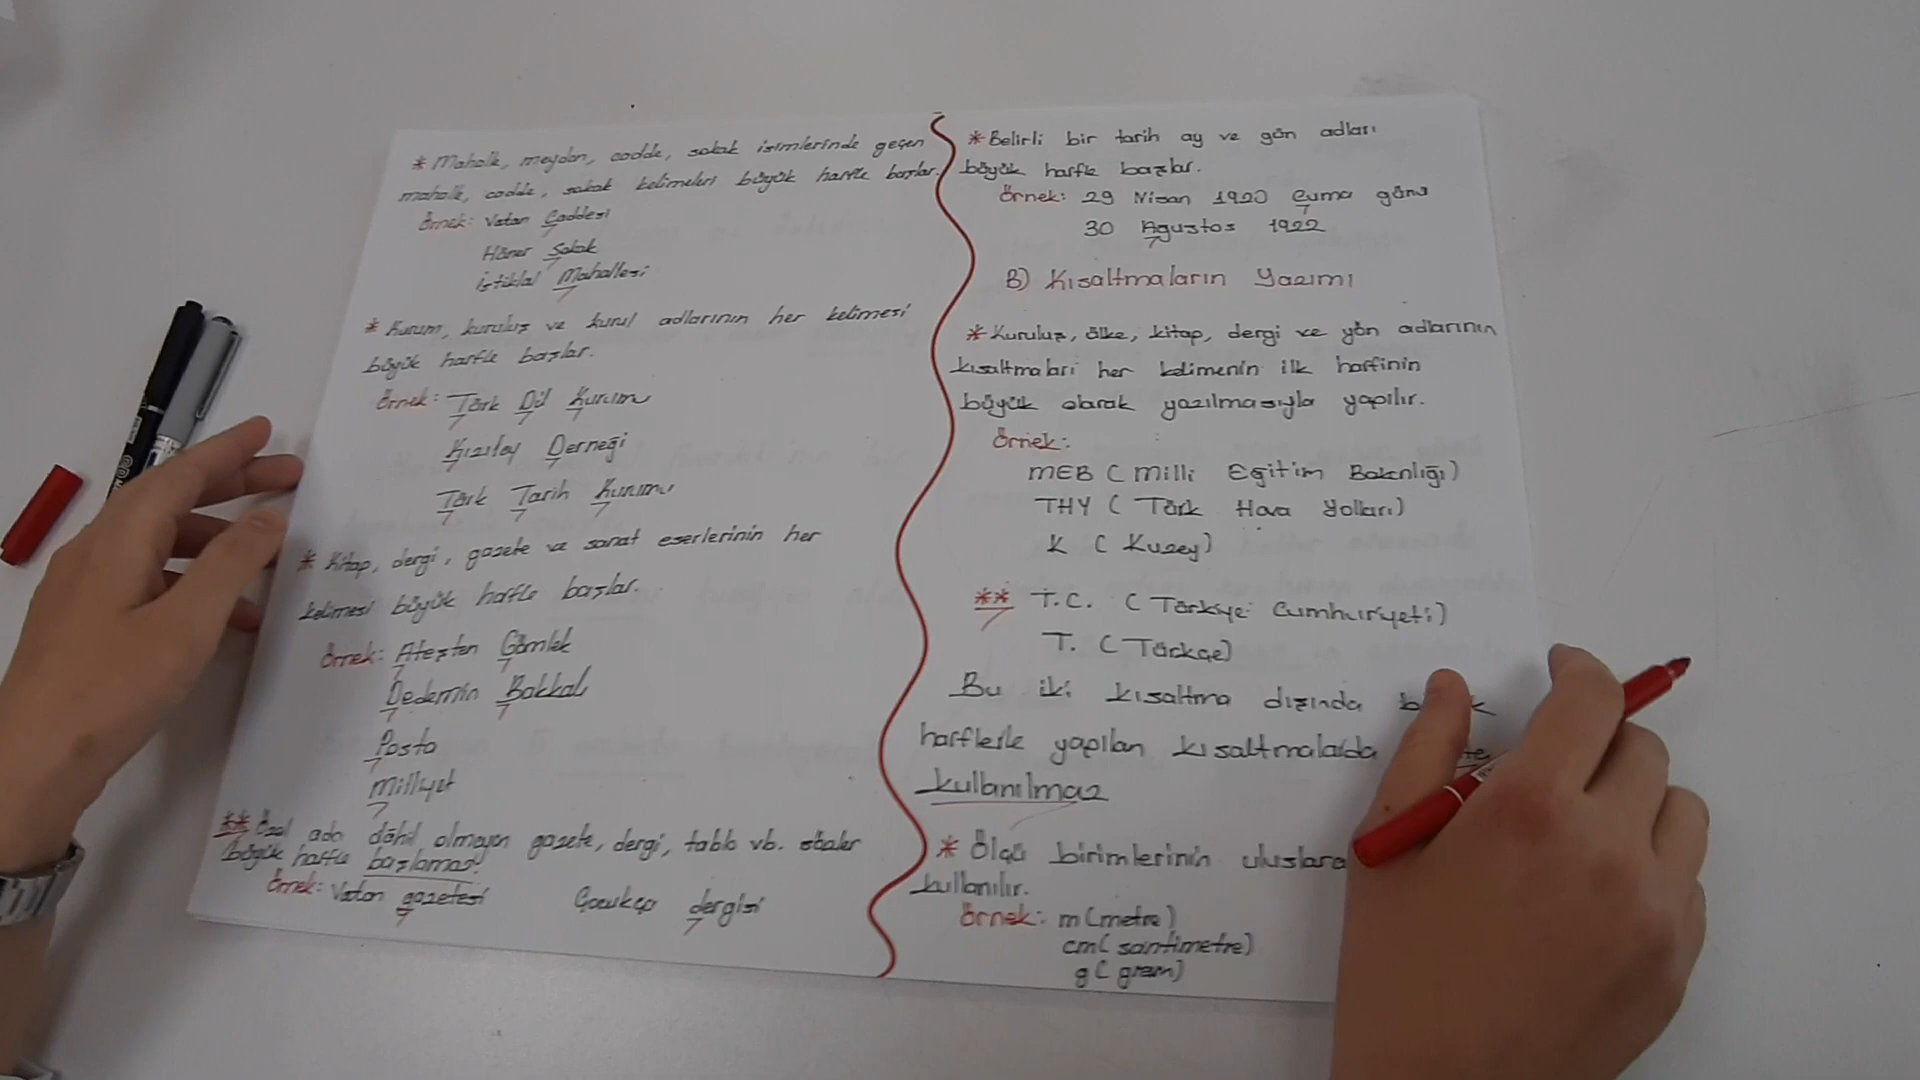 * Mahalle, meydan, cadde, sokak isimlerinde geçen
mahalle, cadde, sokak kelimeleri büyük harfle başlar.
Örnek: Vatan Caddesi
Hüner Sokak
İstiklal Mahallesi
* Kurum, kuruluş ve kurul adlarının her kelimesi
büyük harfle başlar.
Örnek: Türk Dil Kurumu
Kızılay Derneği
Türk Tarih Kurumu
* Kitap, dergi, gazete ve sanat eserlerinin her
kelimesi büyük harfle başlar.
Örnek: Ateşten Gömlek
Dedemin Bakkalı
Posta
Milliyet
** Özel ada dâhil olmayan gazete, dergi, tablo vb. sözler
büyük harfle başlamaz!
Örnek: Vatan gazetesi Çocukça dergisi
* Belirli bir tarih ay ve gün adları
büyük harfle başlar.
Örnek: 29 Nisan 1920 Cuma günü
30 Ağustos 1922
B) Kısaltmaların Yazımı
* Kuruluş, ülke, kitap, dergi ve yön adlarının
kısaltmaları her kelimenin ilk harfinin
büyük olarak yazılmasıyla yapılır.
Örnek:
MEB (Milli Eğitim Bakanlığı)
THY (Türk Hava Yolları)
K (Kuzey)
** T.C. (Türkiye Cumhuriyeti)
T. (Türkçe)
Bu iki kısaltma dışında
harflerle yapılan kısaltmalarda
kullanılmaz
* Ölçü birimlerinin
kullanılır.
Örnek: m (metre)
cm (santimetre)
g (gram)